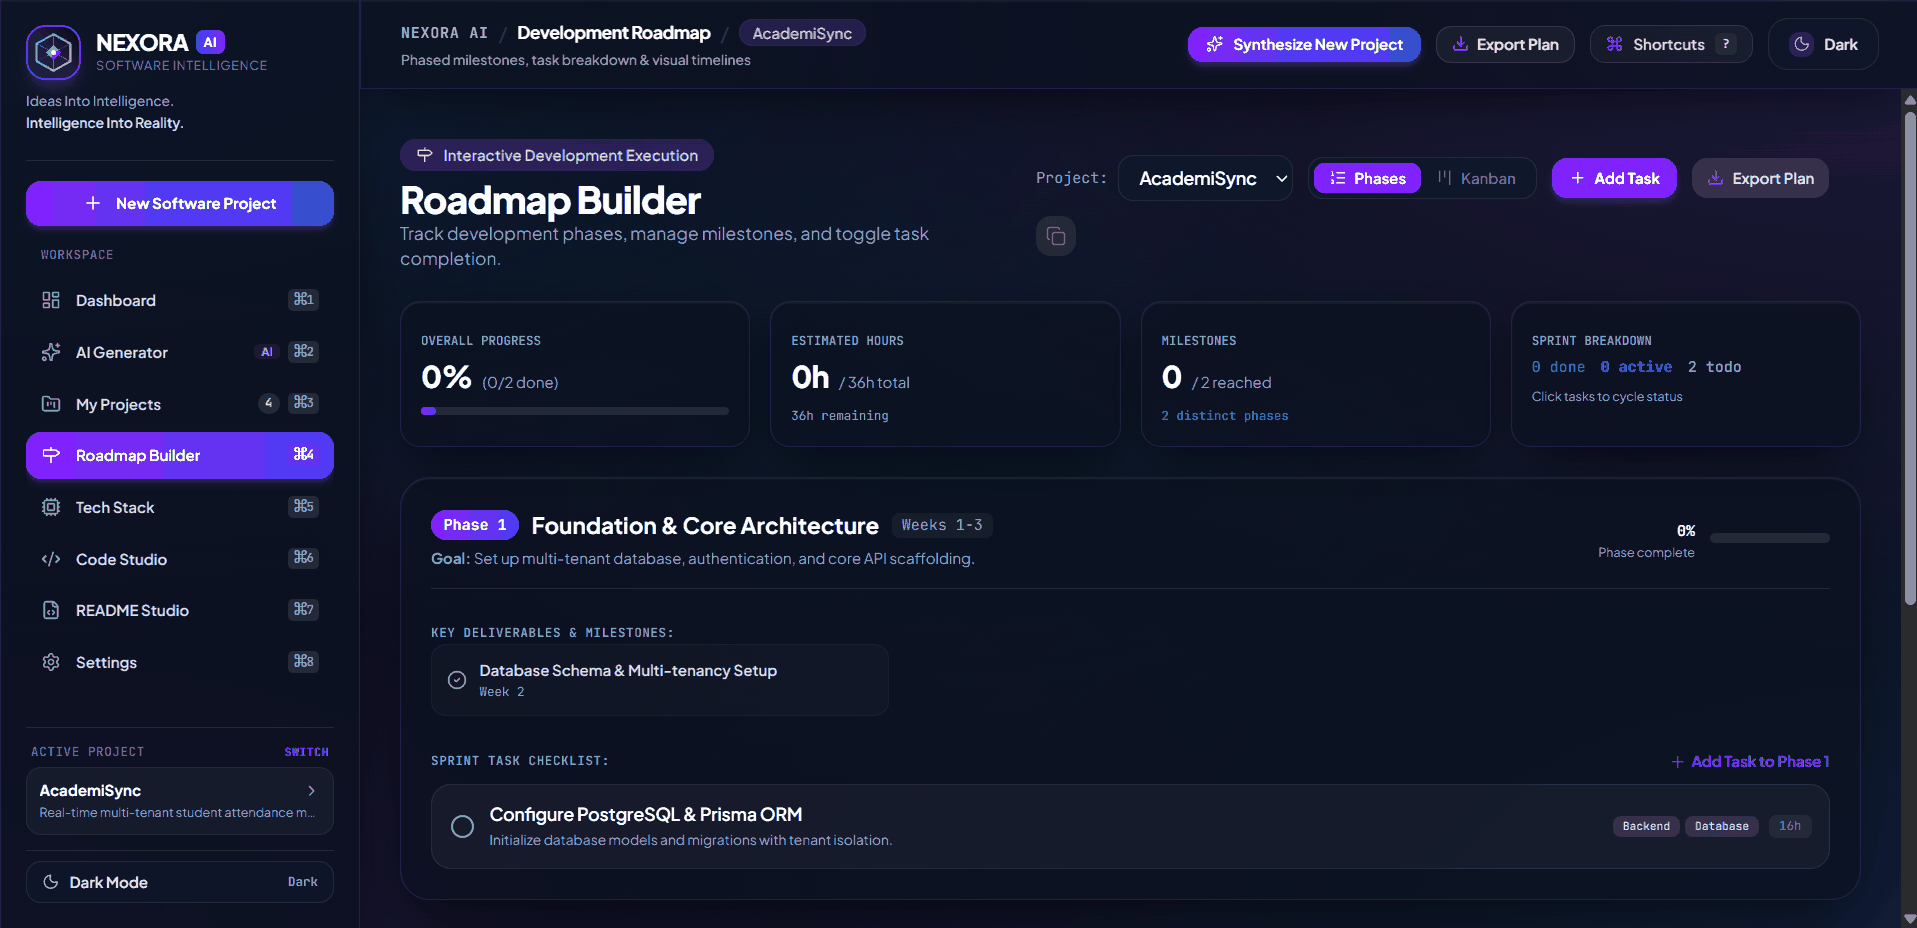 NEXORA AI
SOFTWARE INTELLIGENCE
Ideas Into Intelligence.
Intelligence Into Reality.
+ New Software Project
WORKSPACE
Dashboard ⌘1
AI Generator AI ⌘2
My Projects 4 ⌘3
Roadmap Builder ⌘4
Tech Stack ⌘5
Code Studio ⌘6
README Studio ⌘7
Settings ⌘8
ACTIVE PROJECT SWITCH
AcademiSync
Real-time multi-tenant student attendance m...
Dark Mode Dark
NEXORA AI / Development Roadmap / AcademiSync
Phased milestones, task breakdown & visual timelines
Synthesize New Project
Export Plan
⌘ Shortcuts ?
Dark
Interactive Development Execution
Roadmap Builder
Track development phases, manage milestones, and toggle task
completion.
Project: AcademiSync
Phases
Kanban
+ Add Task
Export Plan
OVERALL PROGRESS
0% (0/2 done)
ESTIMATED HOURS
0h / 36h total
36h remaining
MILESTONES
0 / 2 reached
2 distinct phases
SPRINT BREAKDOWN
0 done 0 active 2 todo
Click tasks to cycle status
Phase 1 Foundation & Core Architecture Weeks 1-3
Goal: Set up multi-tenant database, authentication, and core API scaffolding.
0%
Phase complete
KEY DELIVERABLES & MILESTONES:
Database Schema & Multi-tenancy Setup
Week 2
SPRINT TASK CHECKLIST:
+ Add Task to Phase 1
Configure PostgreSQL & Prisma ORM
Initialize database models and migrations with tenant isolation.
Backend Database 16h